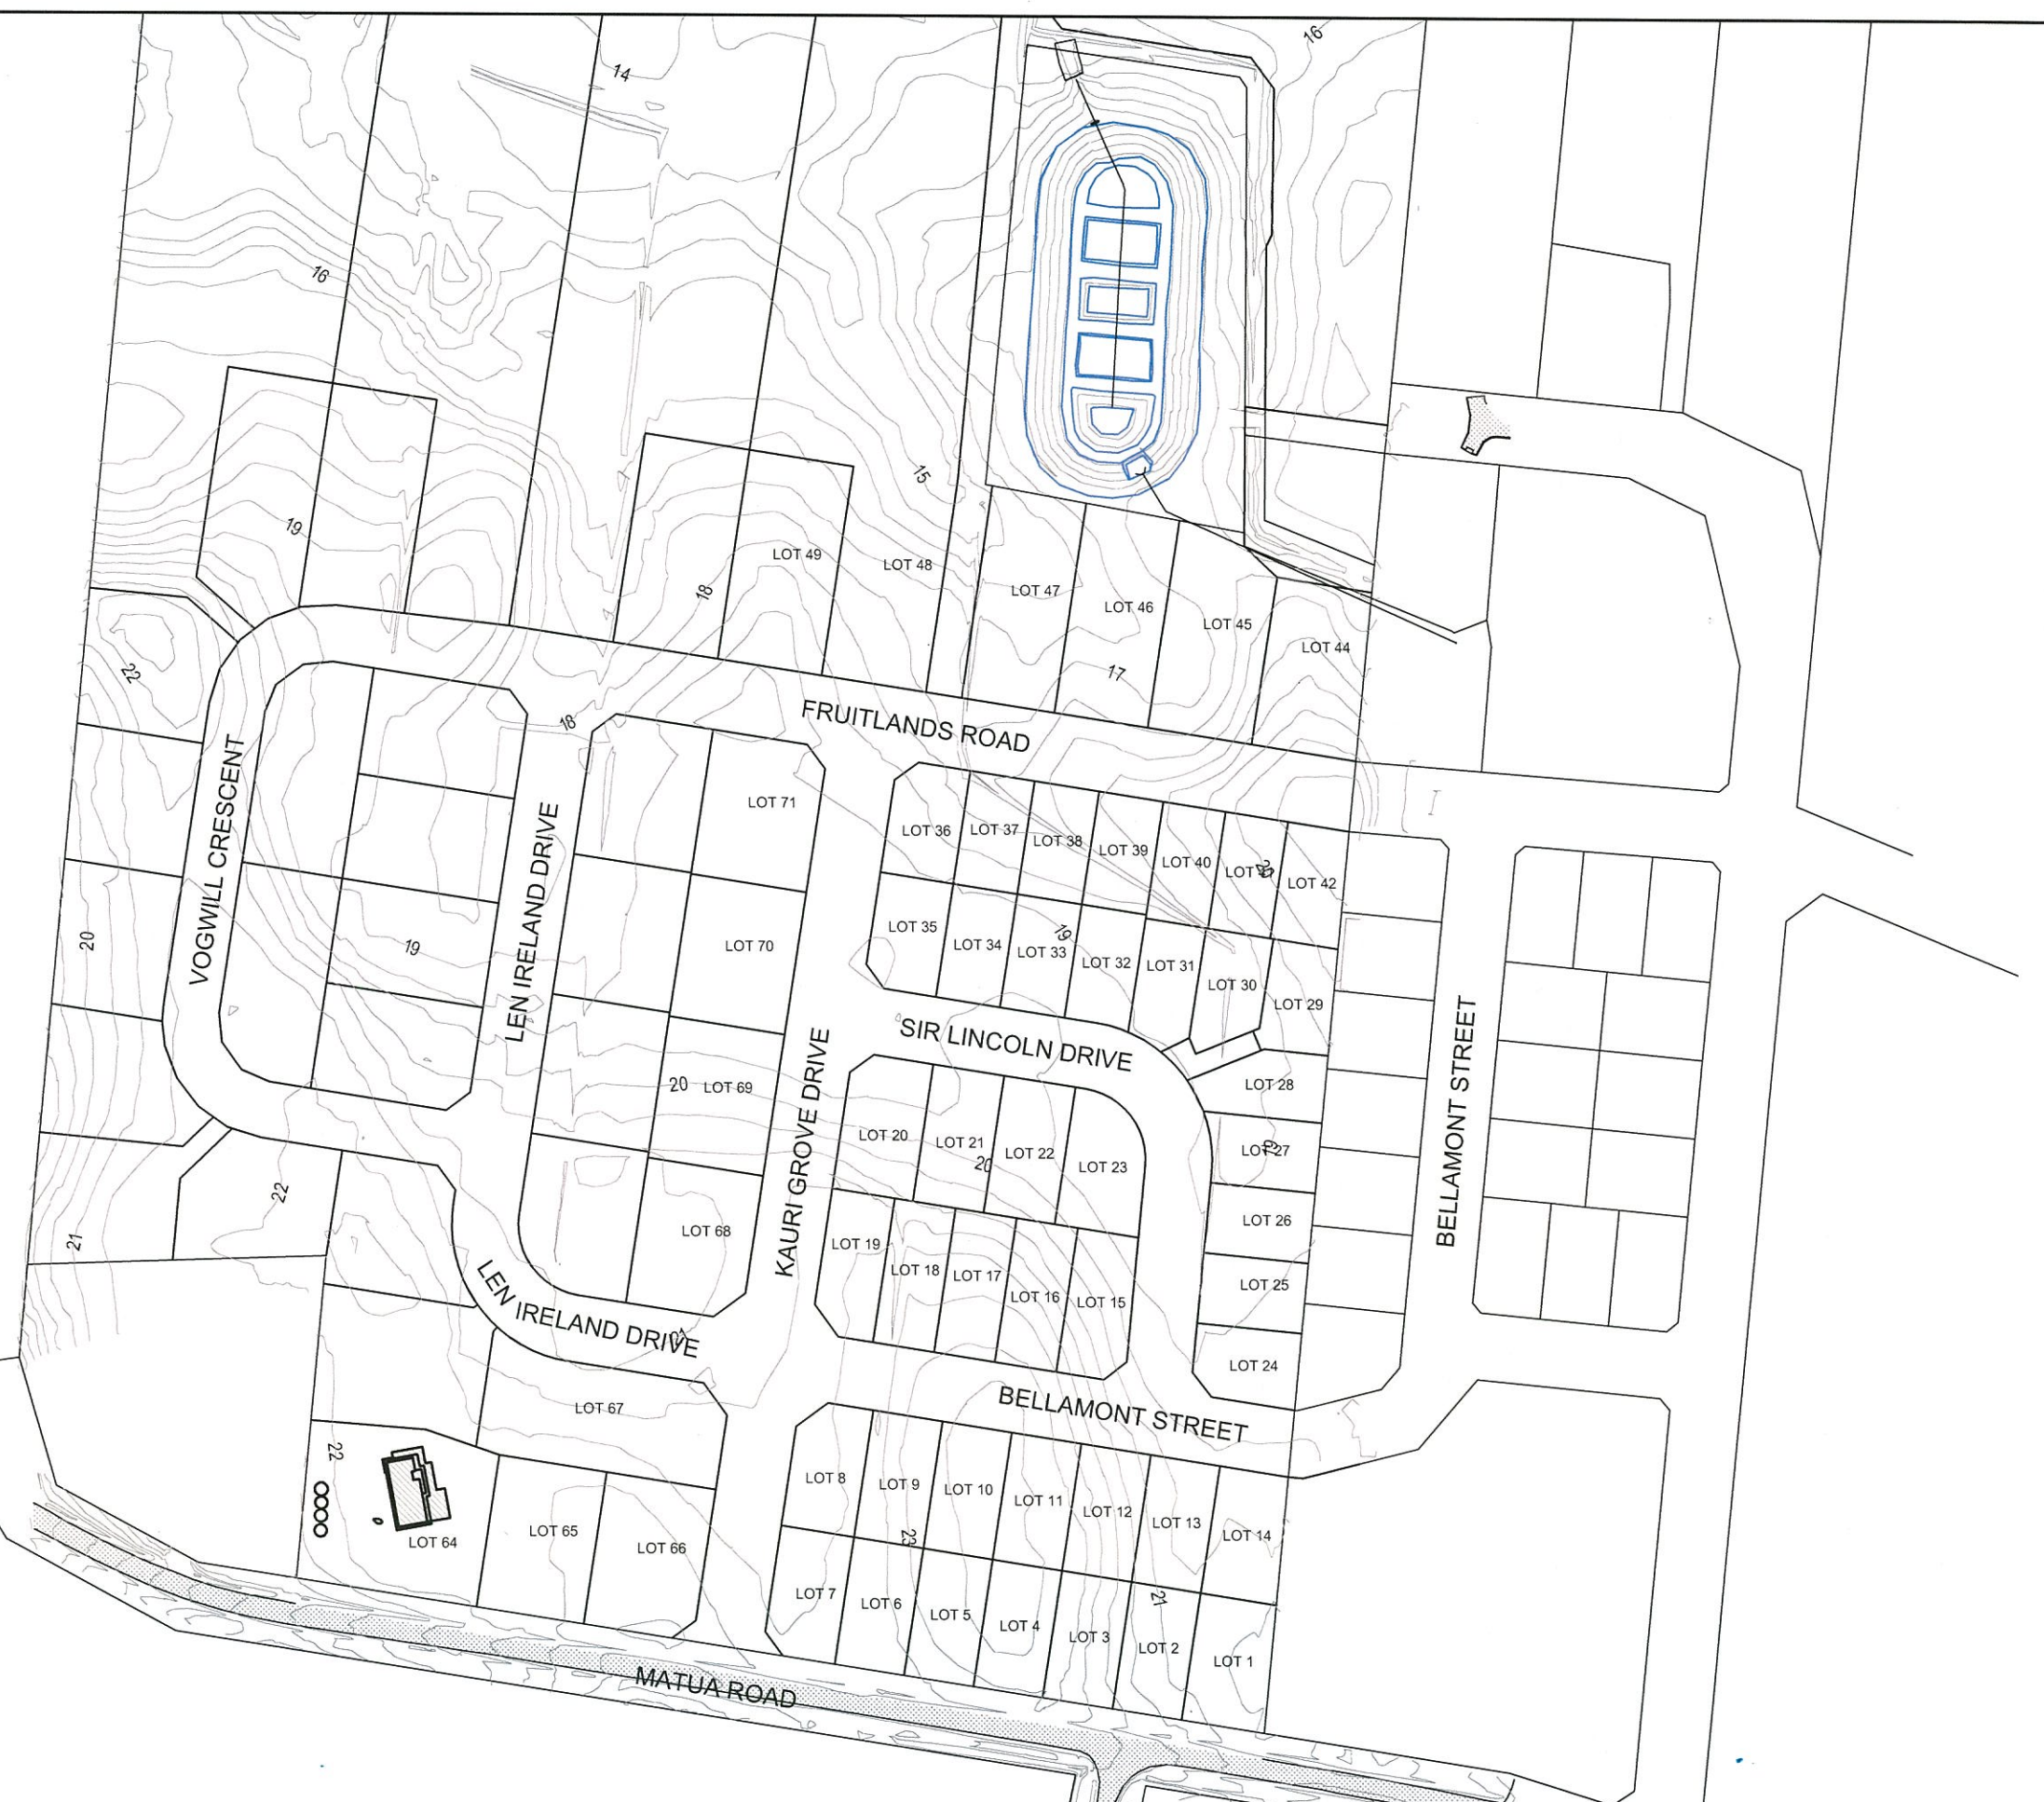 16
14
16
15
19
LOT 49
LOT 48
18
LOT 47
LOT 46
LOT 45
LOT 44
22
17
18
FRUITLANDS ROAD
VOGWILL CRESCENT
LEN IRELAND DRIVE
LOT 71
LOT 36
LOT 37
LOT 38
LOT 39
LOT 40
LOT 42
20
19
LOT 70
LOT 35
LOT 34
19
LOT 33
LOT 32
LOT 31
LOT 30
LOT 29
SIR LINCOLN DRIVE
BELLAMONT STREET
KAURI GROVE DRIVE
20
LOT 69
LOT 28
LOT 20
LOT 21
20
LOT 22
LOT 23
LOT 27
22
21
LOT 68
LOT 19
LOT 18
LOT 17
LOT 16
LOT 15
LOT 26
LOT 25
LEN IRELAND DRIVE
LOT 24
LOT 67
BELLAMONT STREET
22
LOT 8
LOT 9
LOT 10
LOT 11
LOT 12
LOT 13
LOT 14
23
LOT 64
LOT 65
LOT 66
LOT 7
LOT 6
LOT 5
LOT 4
LOT 3
21
LOT 2
LOT 1
MATUA ROAD